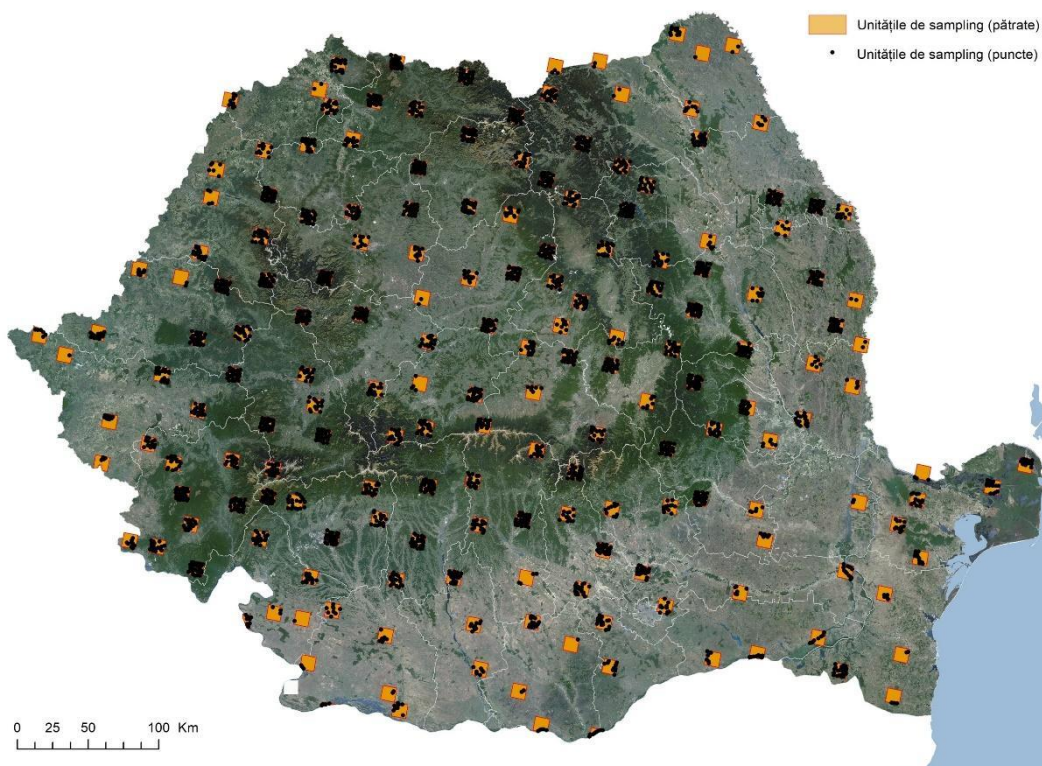 Unitățile de sampling (pătrate)
Unitățile de sampling (puncte)
0 25 50 100 Km